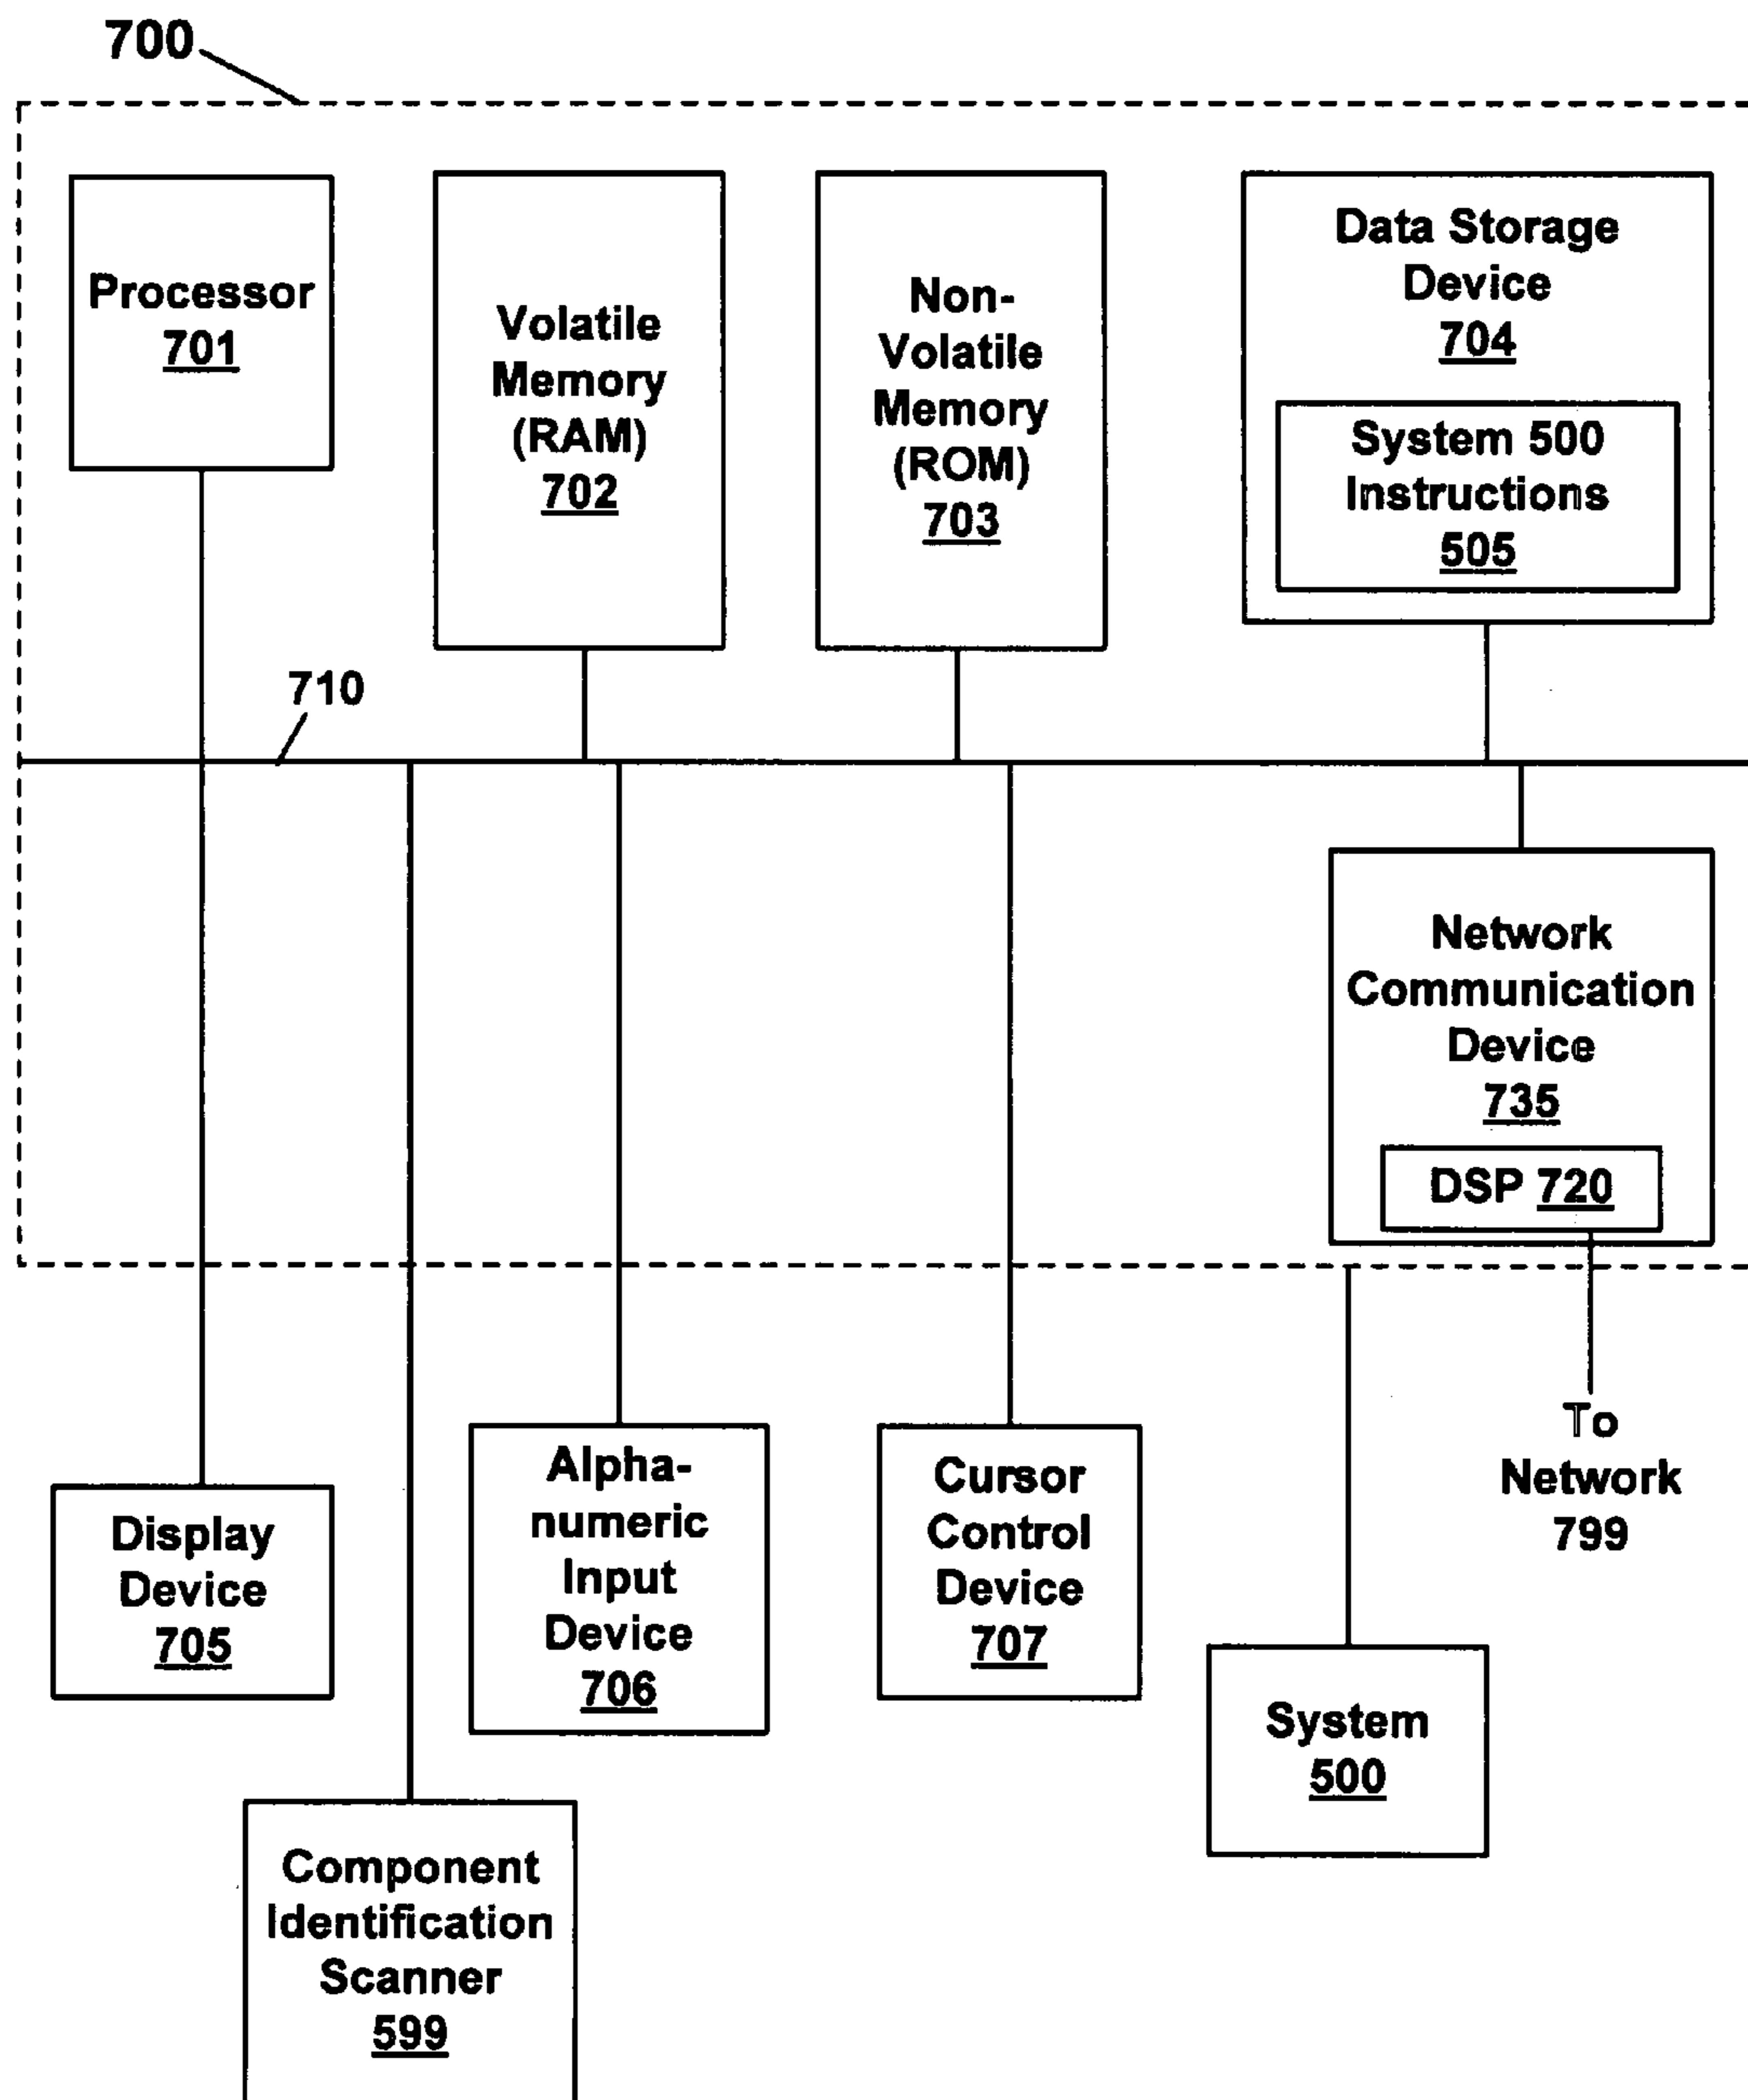 700
Processor
701
Volatile
Memory
(RAM)
702
Non-
Volatile
Memory
(ROM)
703
Data Storage
Device
704
System 500
Instructions
505
710
Network
Communication
Device
735
DSP 720
To
Network
799
Display
Device
705
Alpha-
numeric
Input
Device
706
Cursor
Control
Device
707
System
500
Component
Identification
Scanner
599